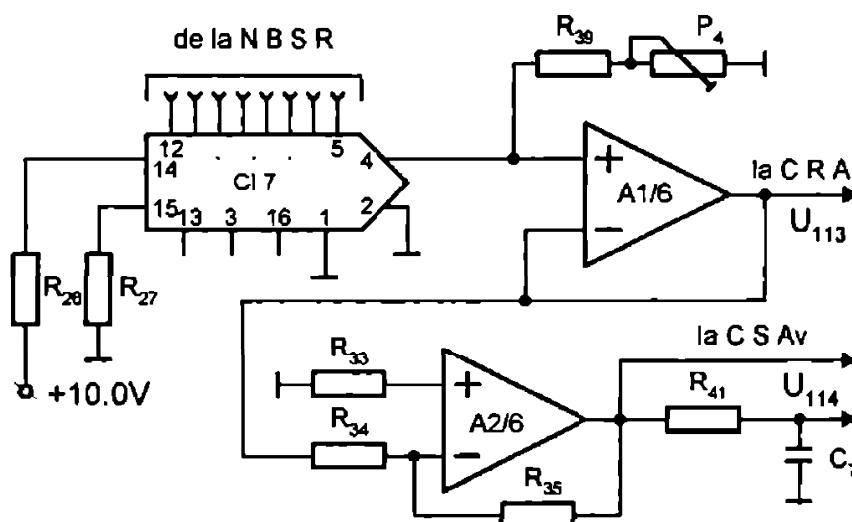 de la N B S R
R39
P4
12
5
14
4
CI 7
15
13
3
16
1
2
+
A1/6
−
la C R A
U113
R27
+10.0V
R33
R34
+
A2/6
−
R35
la C S Av
R41
U114